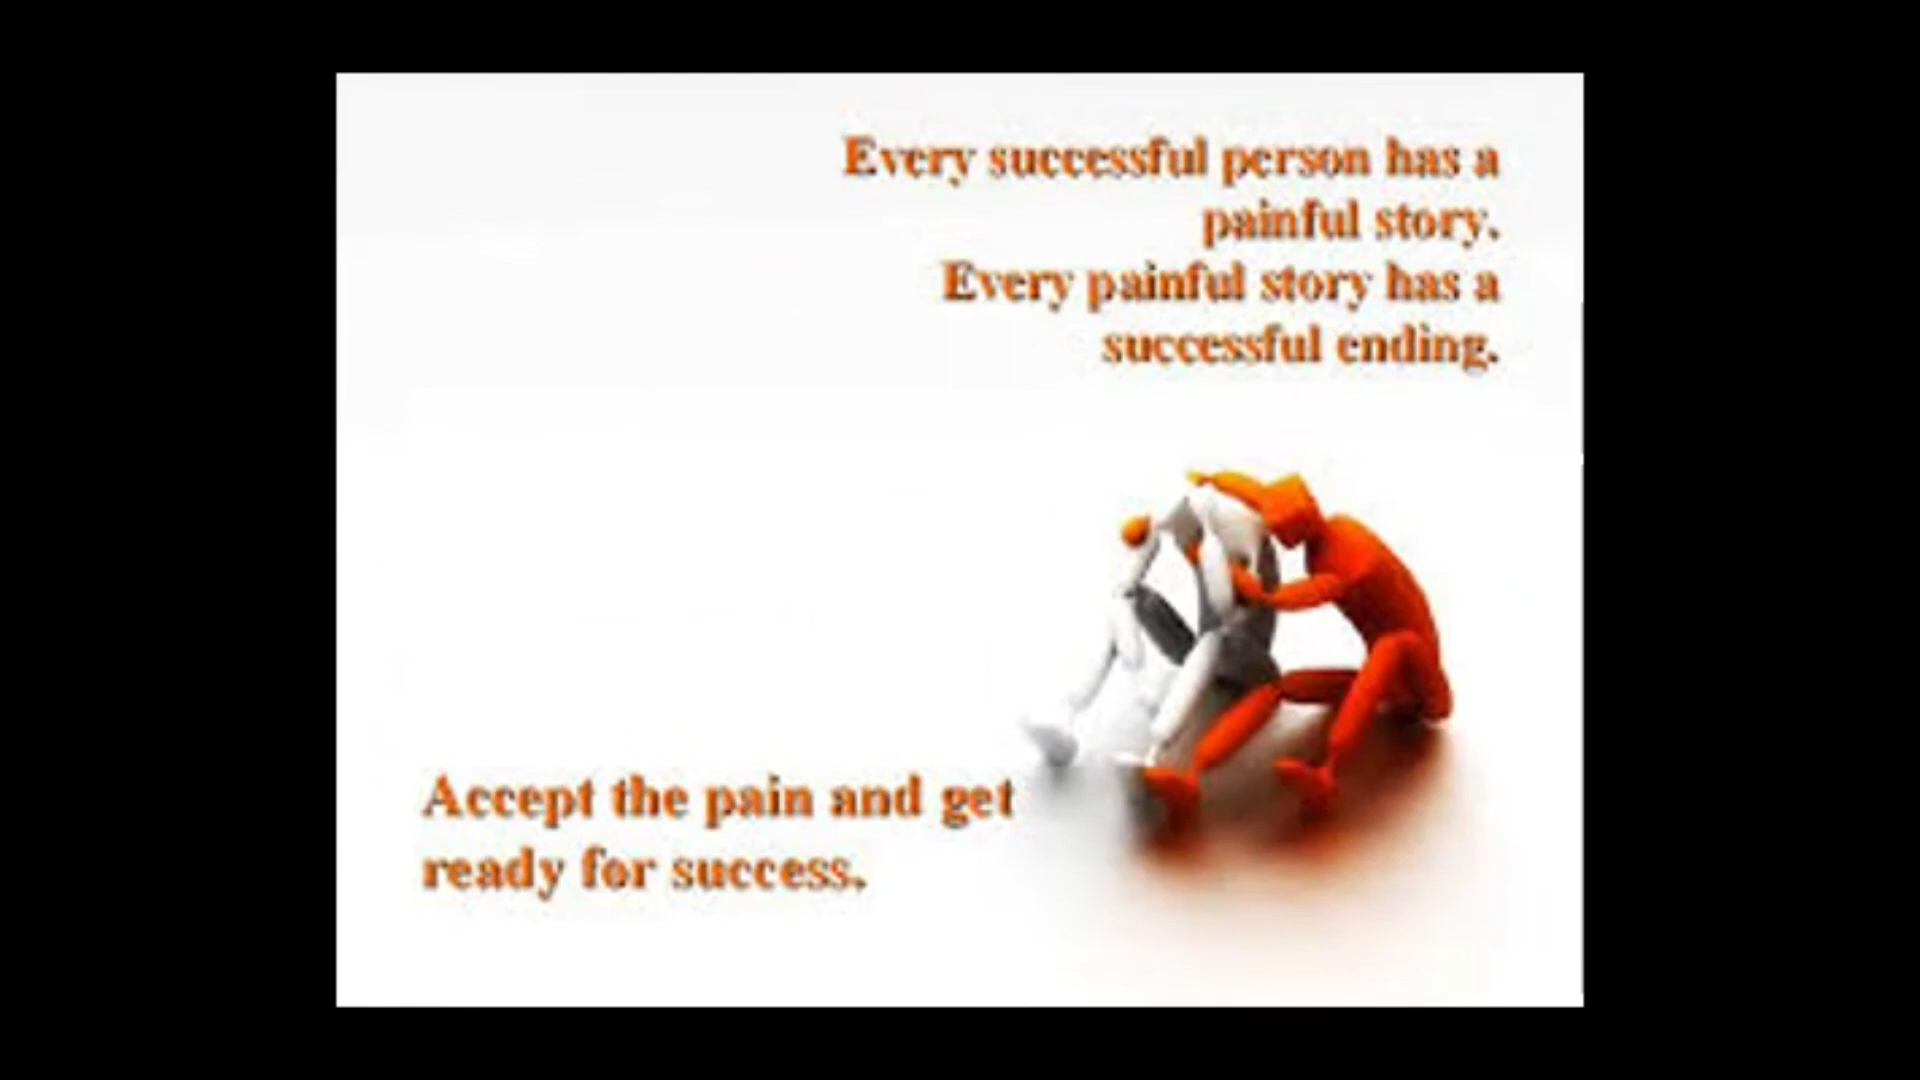 Every successful person has a
painful story.
Every painful story has a
successful ending.
Accept the pain and get
ready for success.